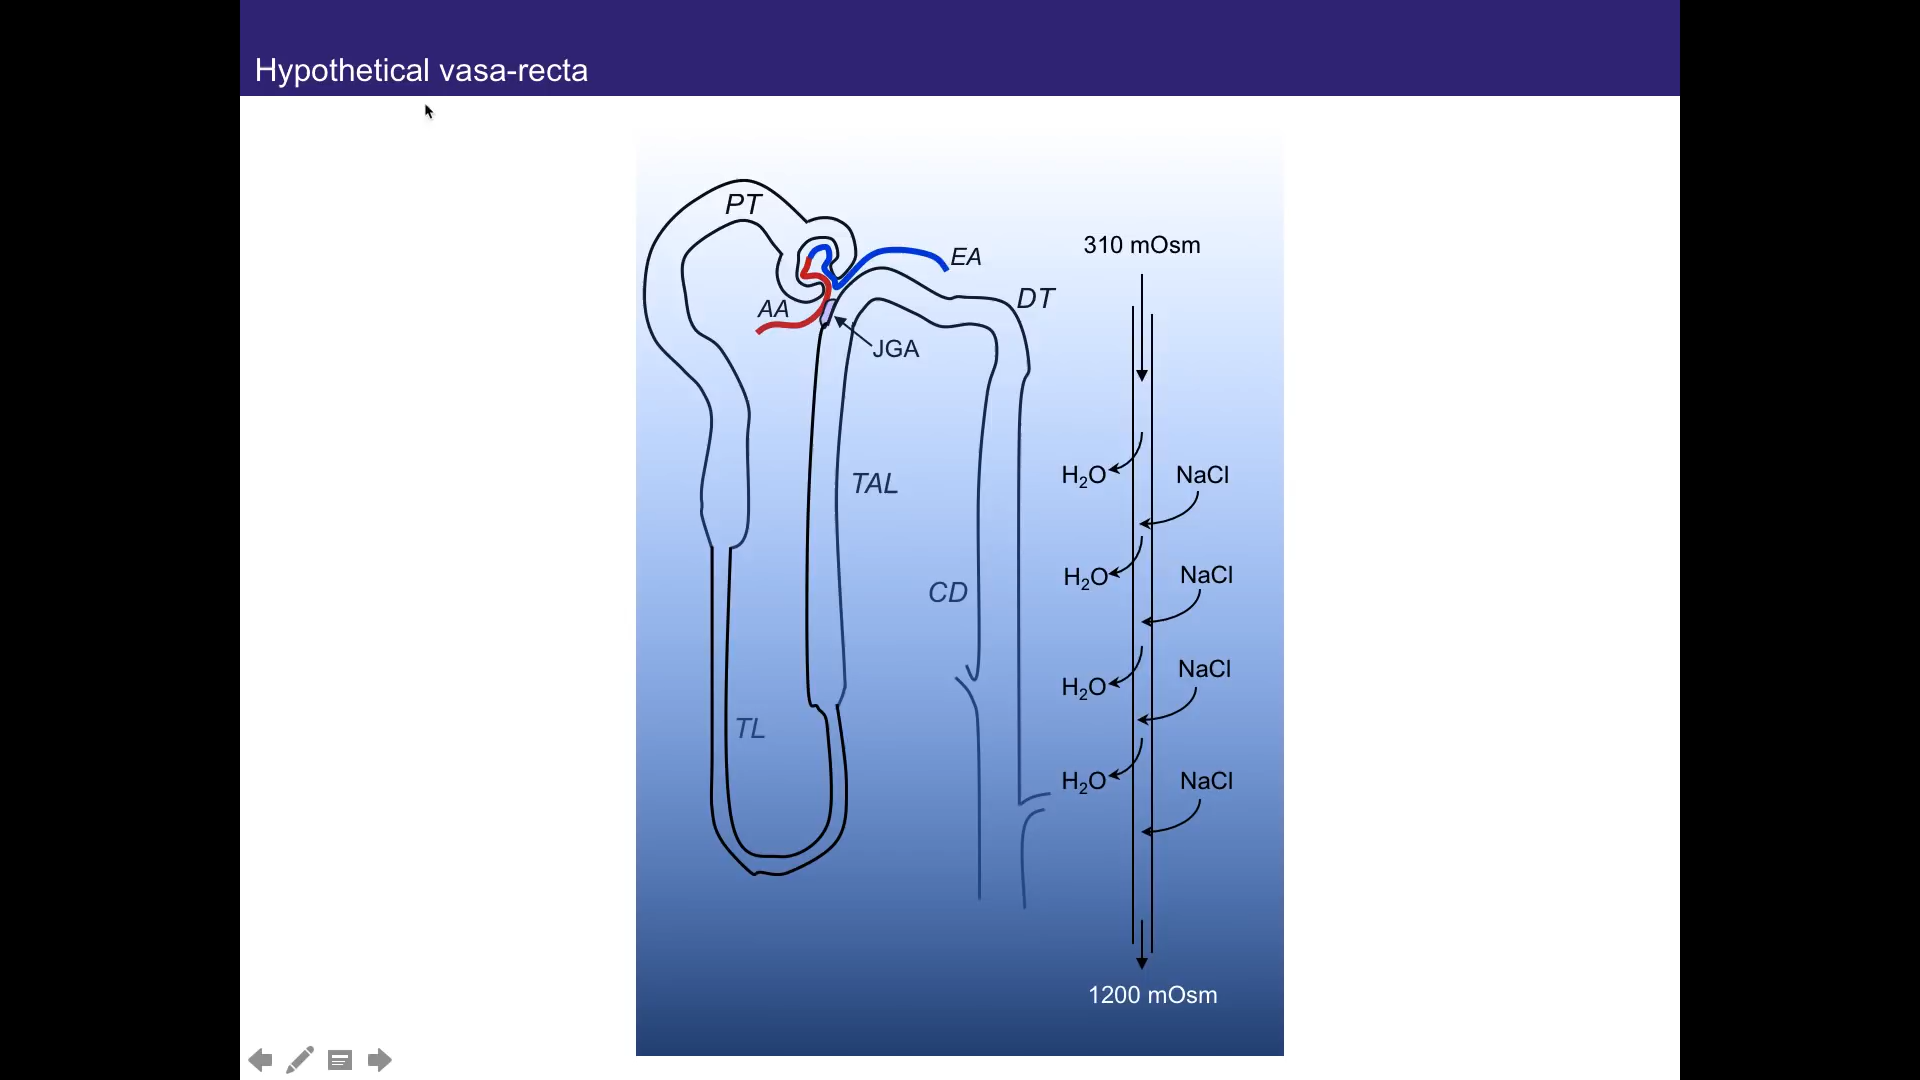 Hypothetical vasa-recta
PT
EA
AA
JGA
DT
310 mOsm
TAL
H₂O
NaCl
CD
H₂O
NaCl
H₂O
NaCl
TL
H₂O
NaCl
1200 mOsm